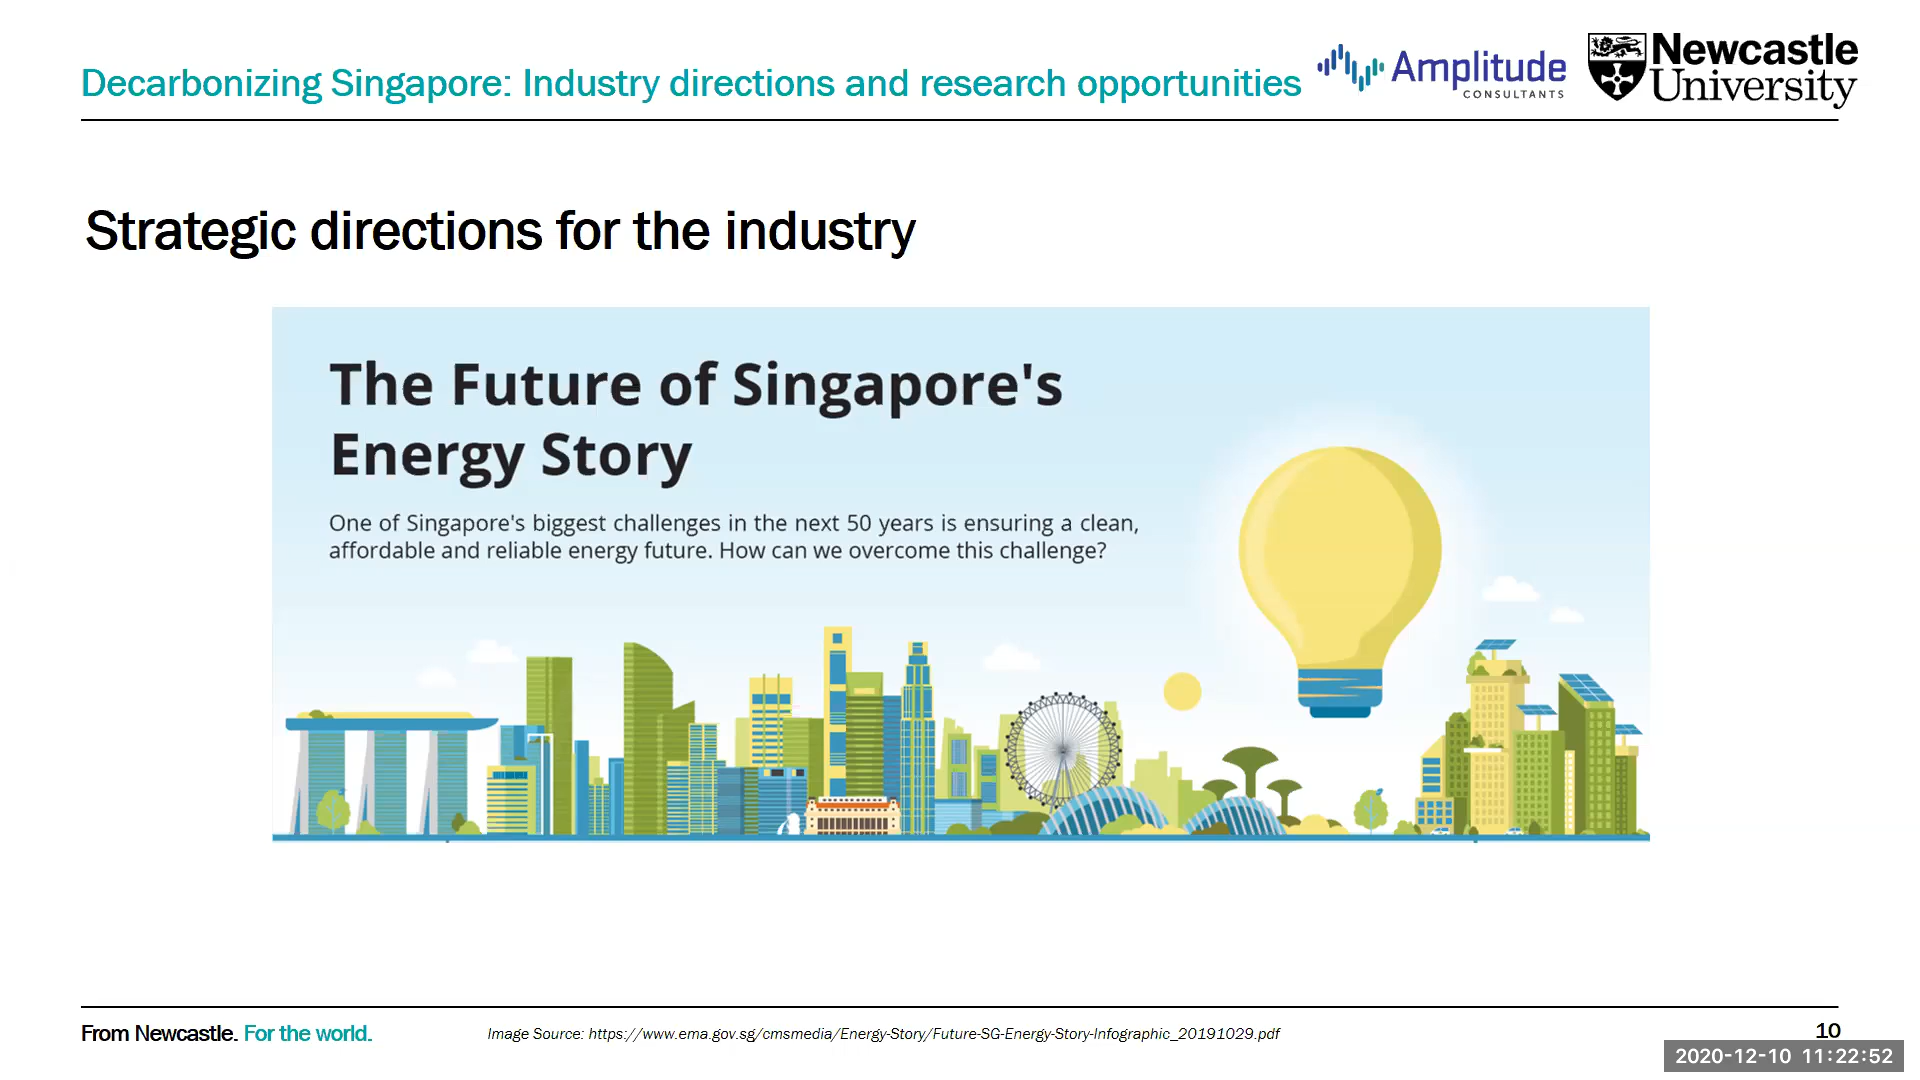 Decarbonizing Singapore: Industry directions and research opportunities
Amplitude
CONSULTANTS
Newcastle
University
Strategic directions for the industry
The Future of Singapore's
Energy Story
One of Singapore's biggest challenges in the next 50 years is ensuring a clean,
affordable and reliable energy future. How can we overcome this challenge?
From Newcastle. For the world.
Image Source: https://www.ema.gov.sg/cmsmedia/Energy-Story/Future-SG-Energy-Story-Infographic_20191029.pdf
10
2020-12-10 11:22:52